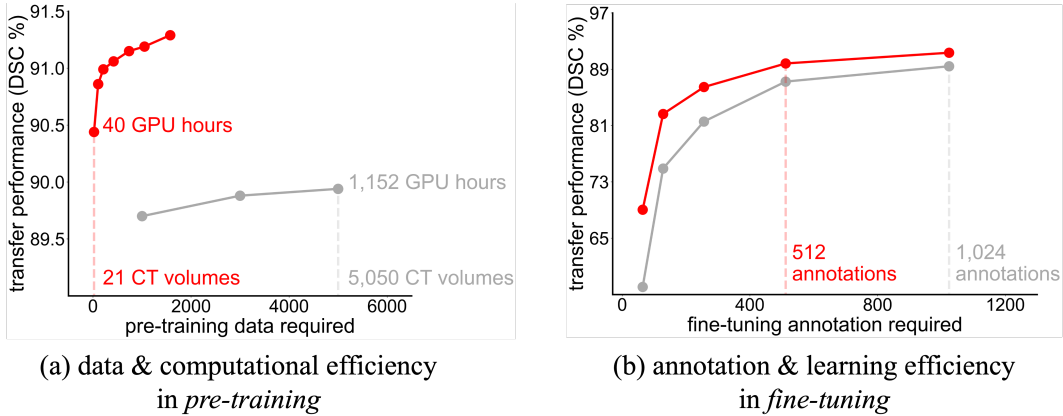 transfer performance (DSC %)
91.5
91.0
90.5
90.0
89.5
40 GPU hours
1,152 GPU hours
21 CT volumes
5,050 CT volumes
0 2000 4000 6000
pre-training data required
(a) data & computational efficiency
in pre-training
transfer performance (DSC %)
97
89
81
73
65
512
annotations
1,024
annotations
0 400 800 1200
fine-tuning annotation required
(b) annotation & learning efficiency
in fine-tuning